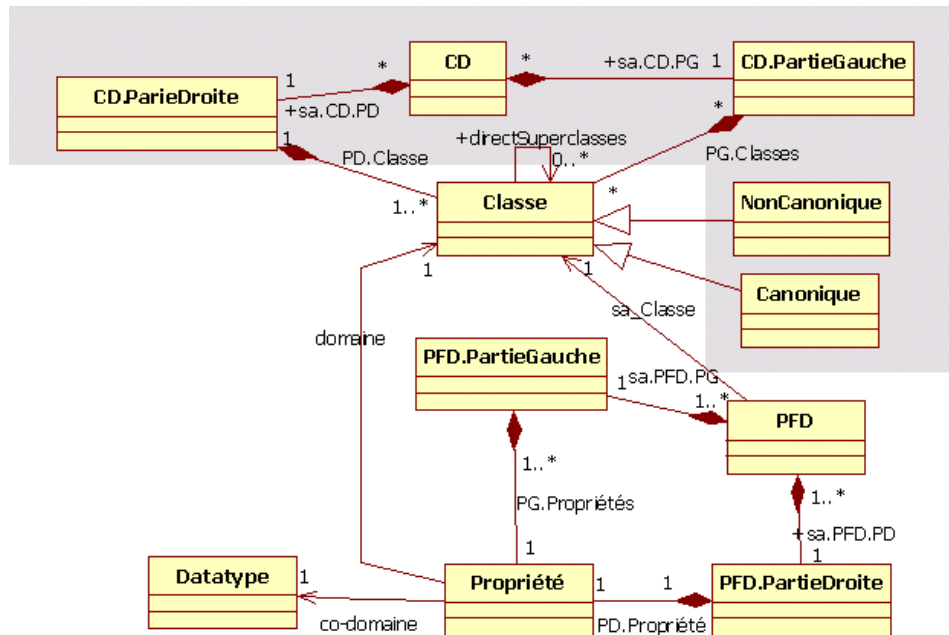 CD
CD.PartieGauche
CD.ParieDroite
*
*
+sa.CD.PG
1
1
+sa.CD.PD
1
*
+directSuperclasses
0..*
PD.Classe
PG.Classes
1..*
Classe
*
NonCanonique
1
1
Canonique
sa_Classe
domaine
PFD.PartieGauche
1
sa.PFD.PG
1..*
PFD
1..*
1..*
PG.Propriétés
+sa.PFD.PD
1
1
Datatype
1
Propriété
1
1
PFD.PartieDroite
co-domaine
PD.Propriété